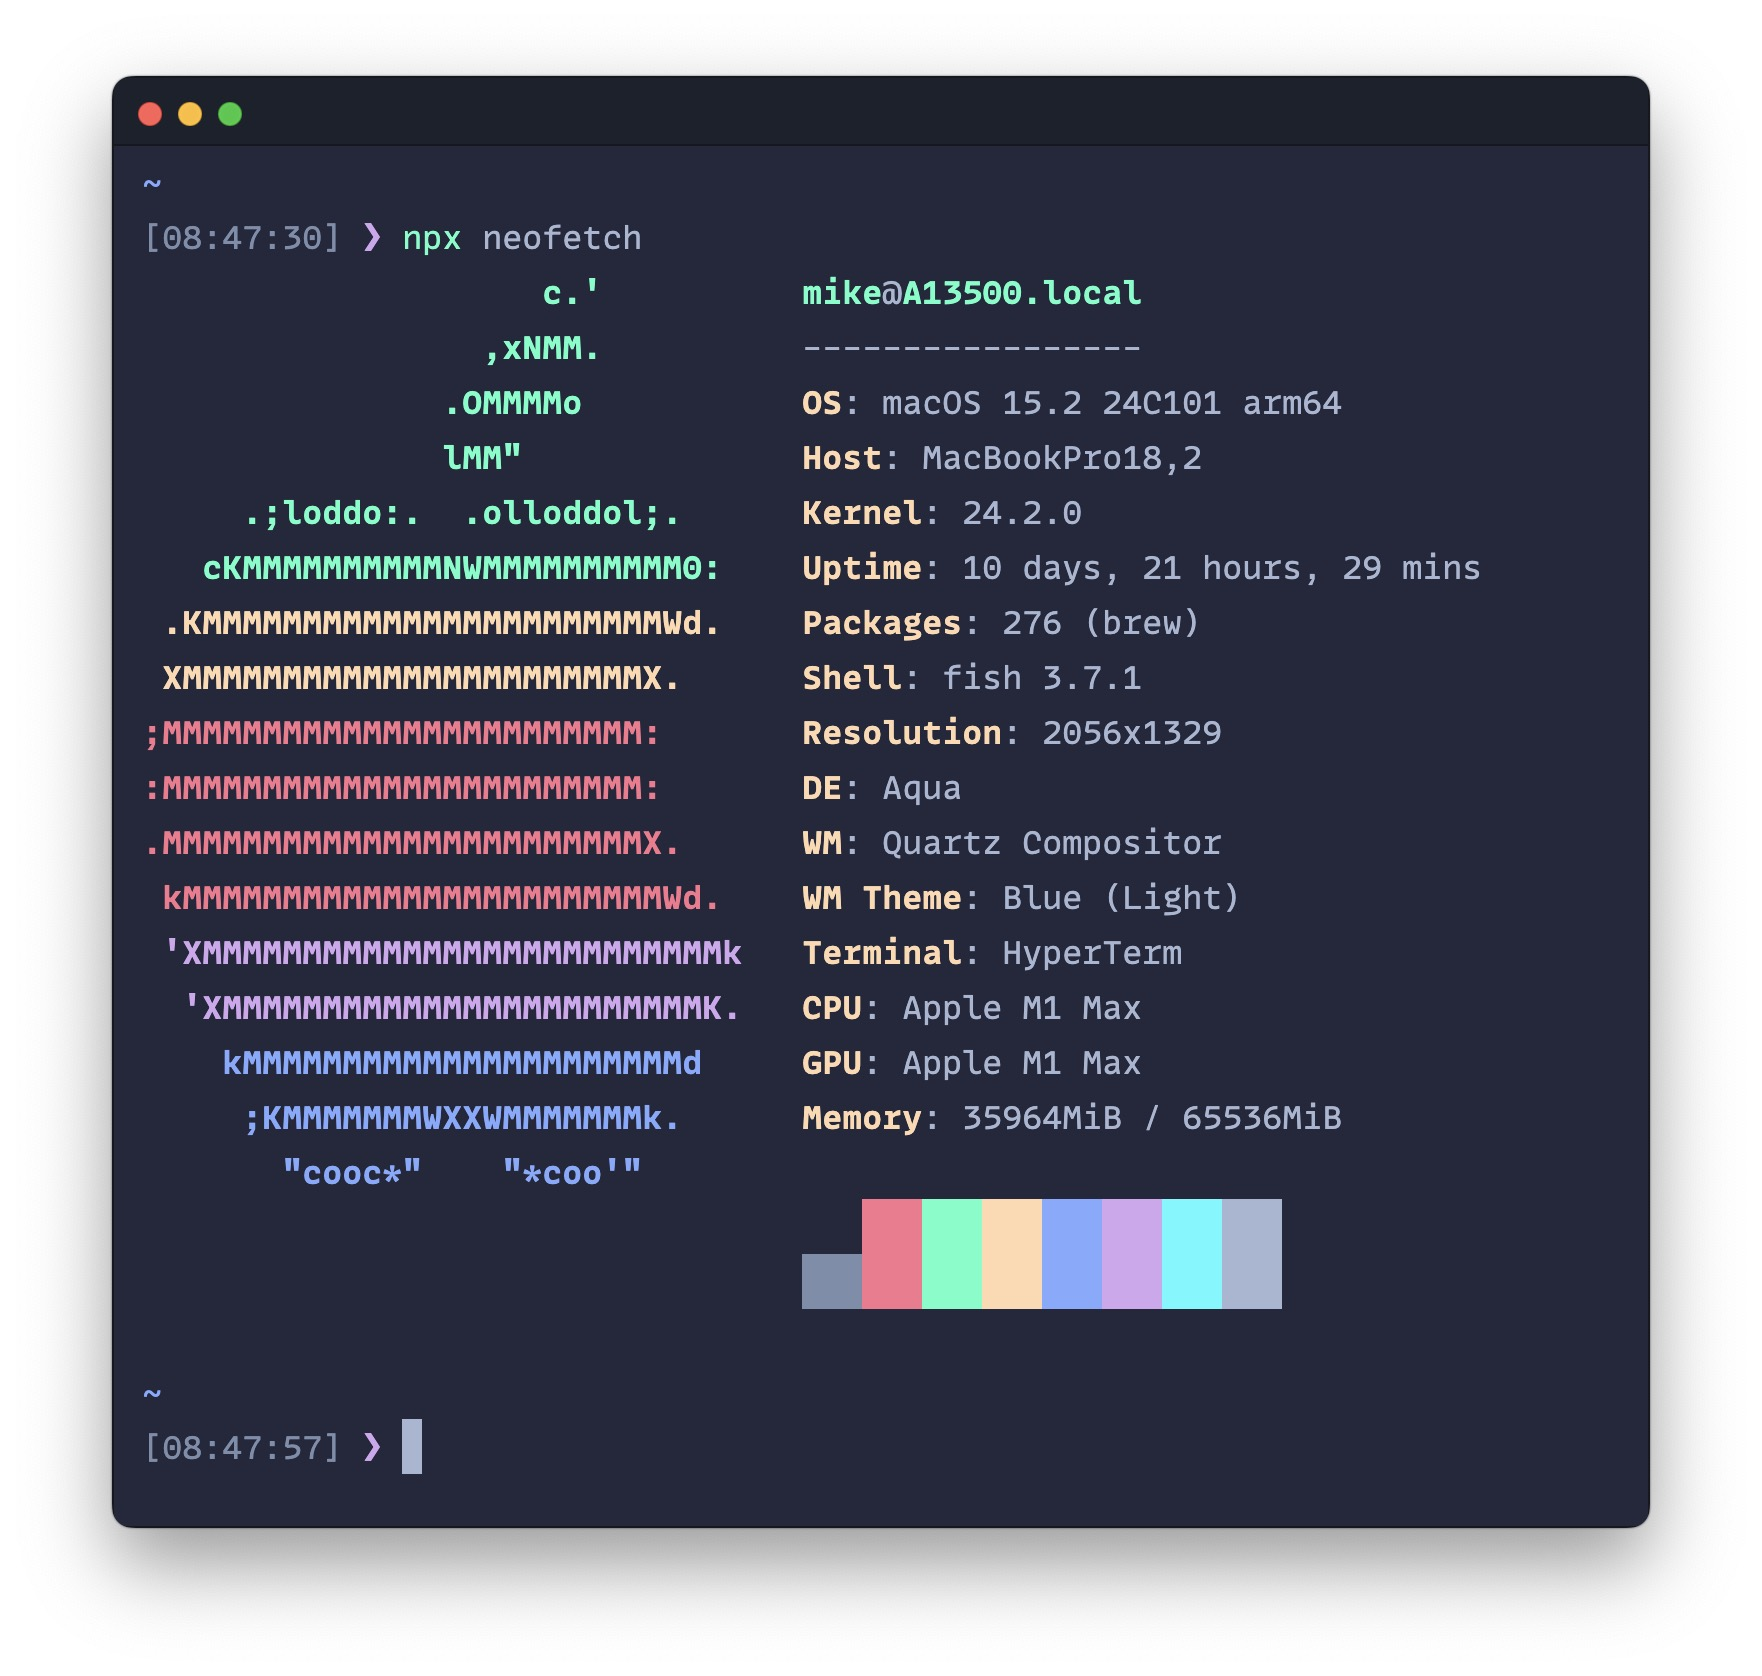 ~
[08:47:30] ❯ npx neofetch
                    c.'          mike@A13500.local
                 ,xNMM.          -----------------
               .OMMMMo           OS: macOS 15.2 24C101 arm64
               lMM"              Host: MacBookPro18,2
     .;loddo:.  .olloddol;.      Kernel: 24.2.0
   cKMMMMMMMMMMNWMMMMMMMMMM0:    Uptime: 10 days, 21 hours, 29 mins
 .KMMMMMMMMMMMMMMMMMMMMMMMWd.    Packages: 276 (brew)
 XMMMMMMMMMMMMMMMMMMMMMMMX.      Shell: fish 3.7.1
;MMMMMMMMMMMMMMMMMMMMMMMM:       Resolution: 2056x1329
:MMMMMMMMMMMMMMMMMMMMMMMM:       DE: Aqua
.MMMMMMMMMMMMMMMMMMMMMMMMX.      WM: Quartz Compositor
 kMMMMMMMMMMMMMMMMMMMMMMMMWd.    WM Theme: Blue (Light)
 'XMMMMMMMMMMMMMMMMMMMMMMMMMMk   Terminal: HyperTerm
  'XMMMMMMMMMMMMMMMMMMMMMMMMK.   CPU: Apple M1 Max
    kMMMMMMMMMMMMMMMMMMMMMMd     GPU: Apple M1 Max
     ;KMMMMMMMWXXWMMMMMMMk.      Memory: 35964MiB / 65536MiB
       "cooc*"    "*coo'"
~
[08:47:57] ❯